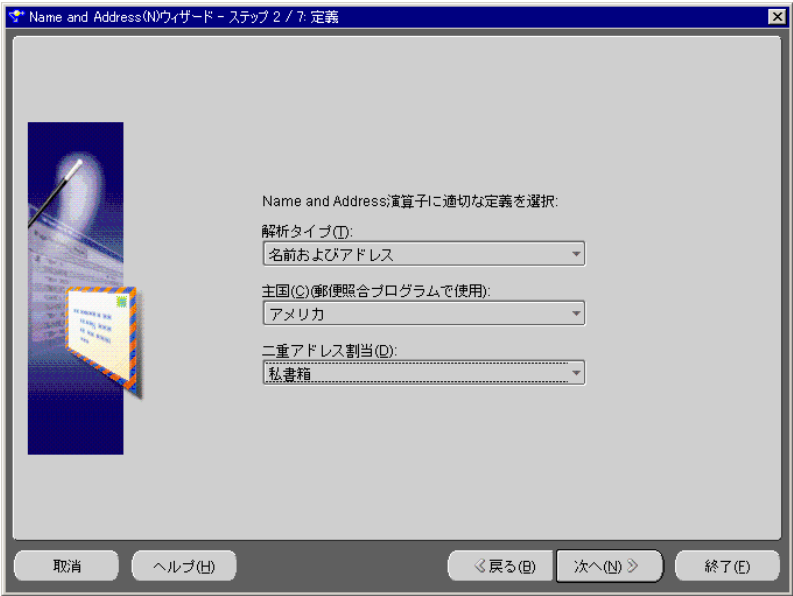 Name and Address(N)ウィザード - ステップ 2 / 7: 定義
Name and Address演算子に適切な定義を選択:
解析タイプ(T):
名前およびアドレス
主国(C)(郵便照合プログラムで使用):
アメリカ
二重アドレス割当(D):
私書箱
取消
ヘルプ(H)
戻る(B)
次へ(N)
終了(F)